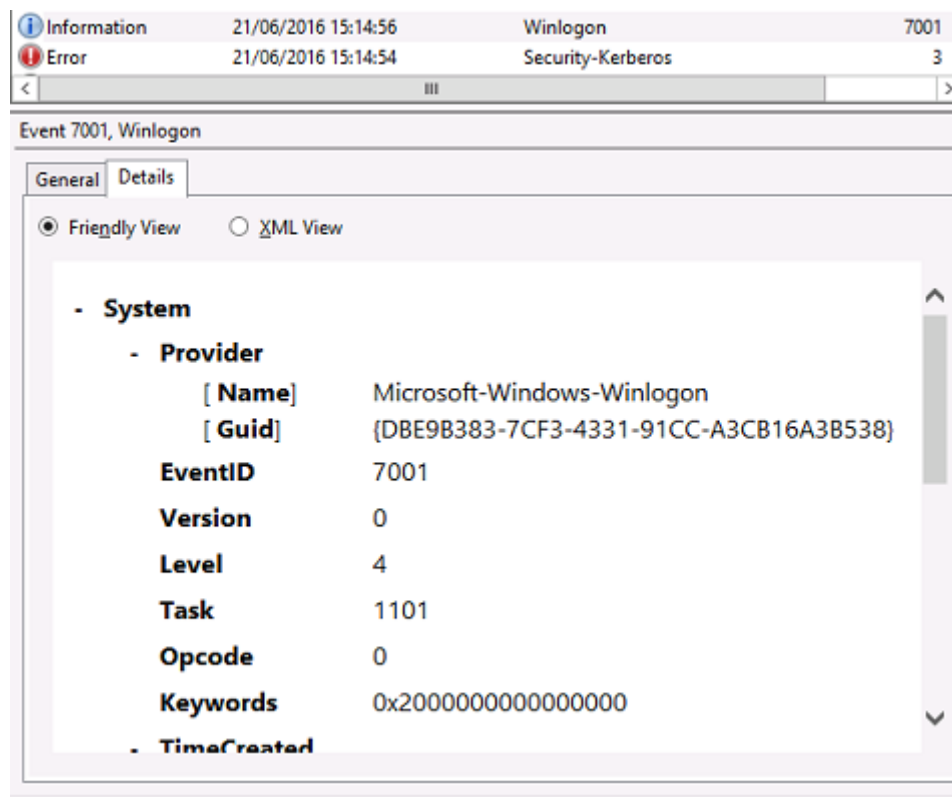 Information 21/06/2016 15:14:56 Winlogon 7001
Error 21/06/2016 15:14:54 Security-Kerberos 3
Event 7001, Winlogon
General Details
Friendly View XML View
- System
- Provider
[ Name] Microsoft-Windows-Winlogon
[ Guid] {DBE9B383-7CF3-4331-91CC-A3CB16A3B538}
EventID 7001
Version 0
Level 4
Task 1101
Opcode 0
Keywords 0x2000000000000000
- TimeCreated